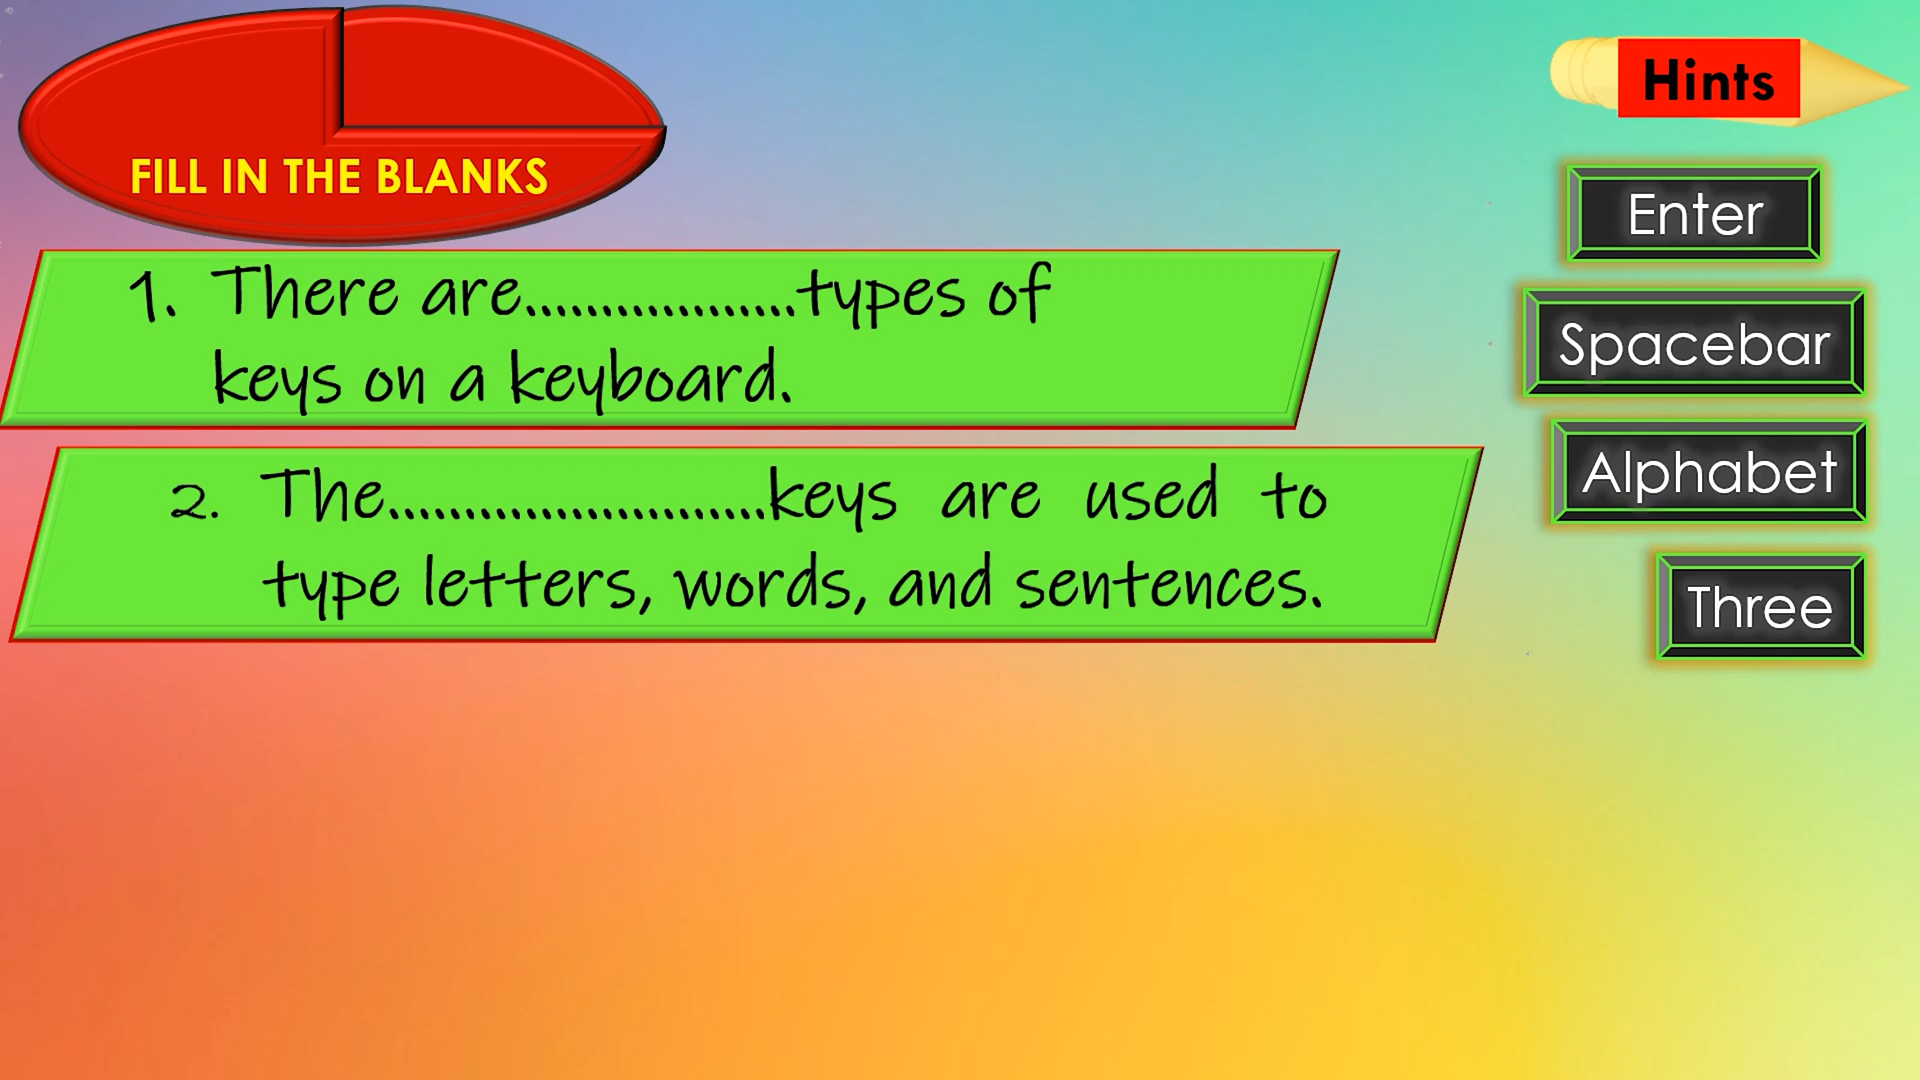 FILL IN THE BLANKS
Hints
1. There are..................types of
keys on a keyboard.
2. The.........................keys are used to
type letters, words, and sentences.
Enter
Spacebar
Alphabet
Three